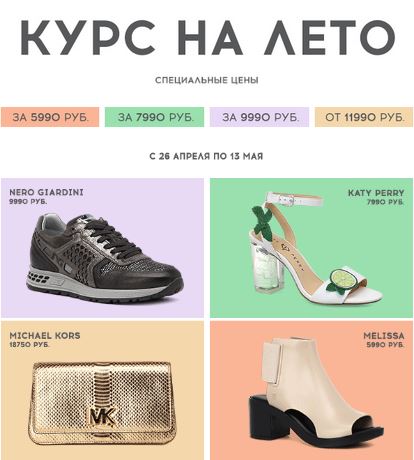 КУРС НА ЛЕТО
СПЕЦИАЛЬНЫЕ ЦЕНЫ
ЗА 5990 РУБ. ЗА 7990 РУБ. ЗА 9990 РУБ. ОТ 11990 РУБ.
С 26 АПРЕЛЯ ПО 13 МАЯ
NERO GIARDINI
9990 РУБ.
KATY PERRY
7990 РУБ.
MICHAEL KORS
18750 РУБ.
MK
MELISSA
5990 РУБ.